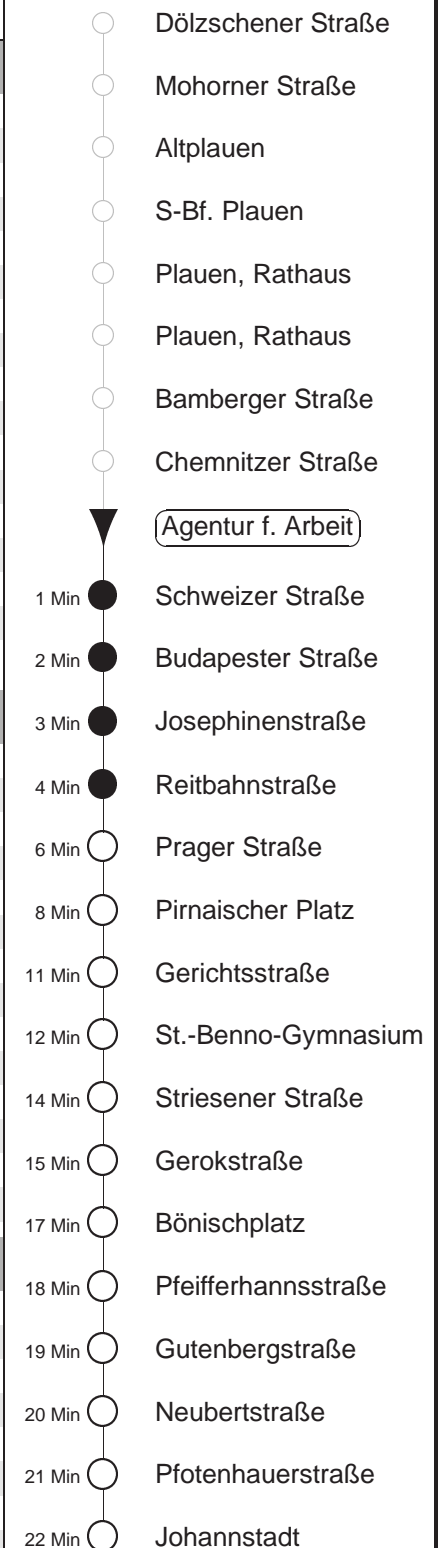 Dölzschener Straße
Mohorner Straße
Altplauen
S-Bf. Plauen
Plauen, Rathaus
Plauen, Rathaus
Bamberger Straße
Chemnitzer Straße
Agentur f. Arbeit
1 Min Schweizer Straße
2 Min Budapester Straße
3 Min Josephinenstraße
4 Min Reitbahnstraße
6 Min Prager Straße
8 Min Pirnaischer Platz
11 Min Gerichtsstraße
12 Min St.-Benno-Gymnasium
14 Min Striesener Straße
15 Min Gerokstraße
17 Min Bönischplatz
18 Min Pfeifferhannsstraße
19 Min Gutenbergstraße
20 Min Neubertstraße
21 Min Pfotenhauerstraße
22 Min Johannstadt